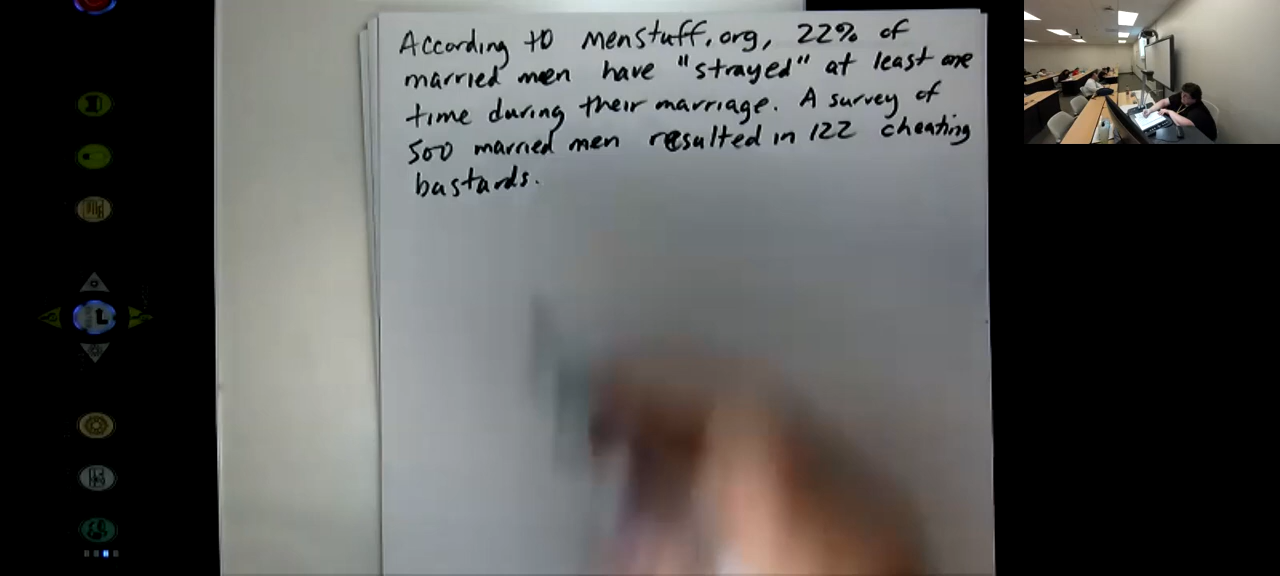 According to menstuff.org, 22% of
married men have "strayed" at least one
time during their marriage. A survey of
500 married men resulted in 122 cheating
bastards.